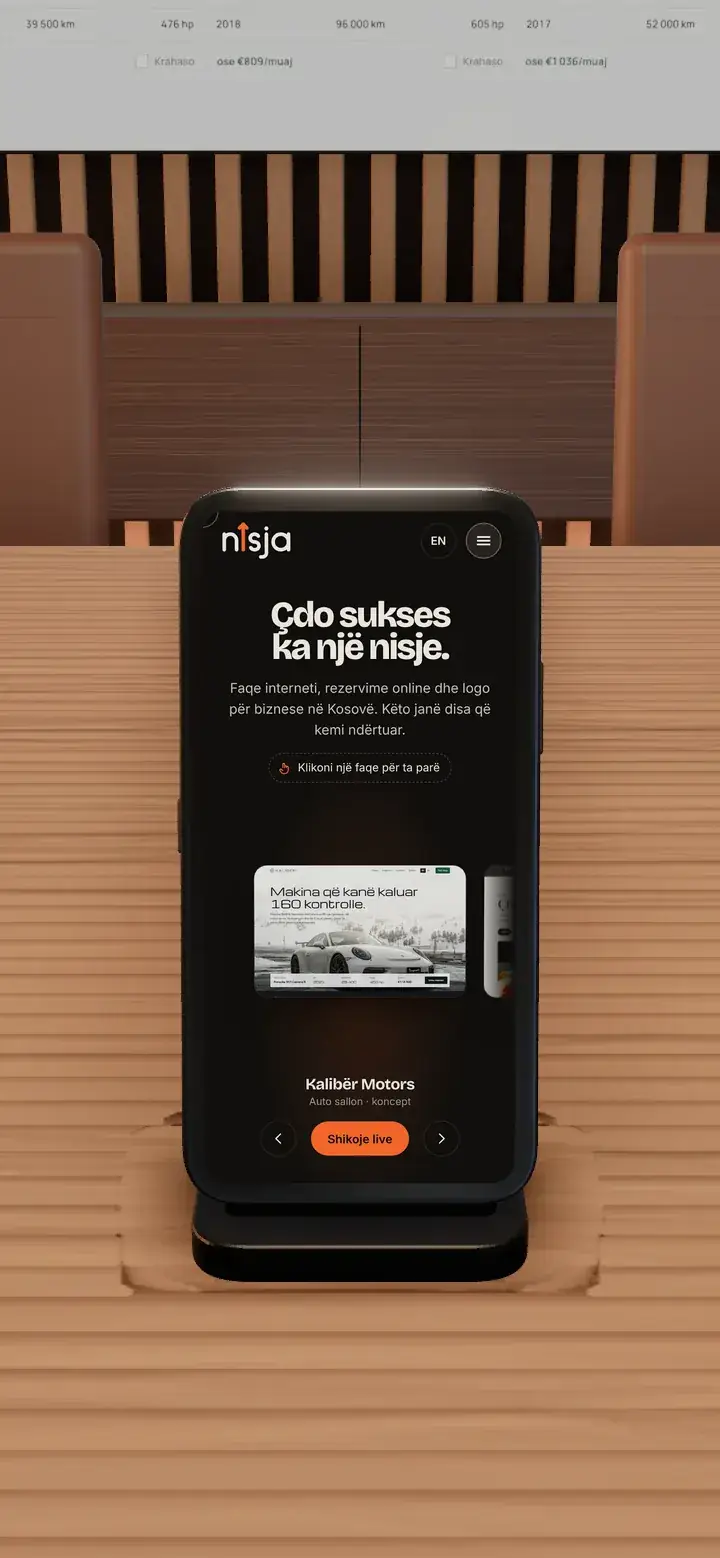 39 500 km 476 hp 2018 96 000 km 605 hp 2017 52 000 km
Krahaso ose €809/muaj Krahaso ose €1 036/muaj
nisja EN
Çdo sukses
ka një nisje.
Faqe interneti, rezervime online dhe logo
për biznese në Kosovë. Këto janë disa që
kemi ndërtuar.
Klikoni një faqe për ta parë
Makina që kanë kaluar
160 kontrolle.
Kalibër Motors
Auto sallon · koncept
Shikoje live